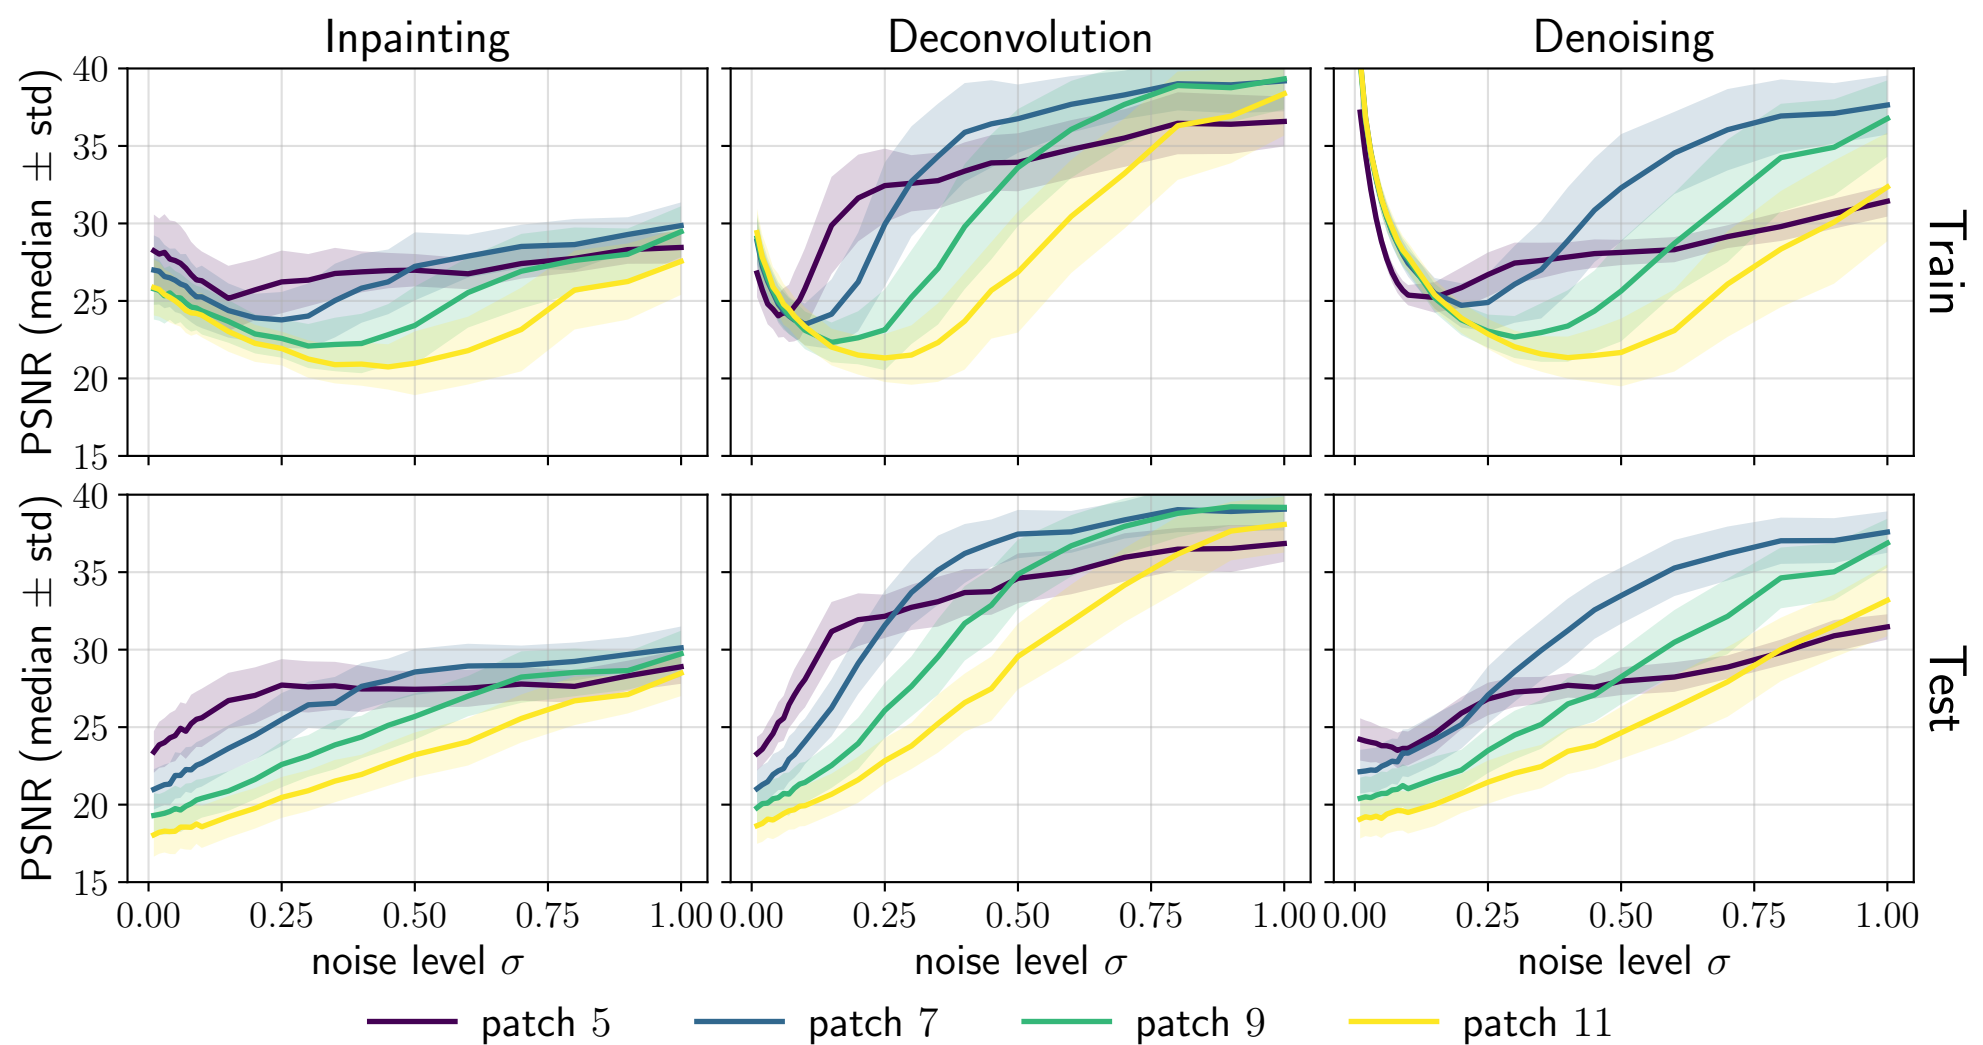 Inpainting
Deconvolution
Denoising
PSNR (median ± std)
40
35
30
25
20
15
Train
PSNR (median ± std)
40
35
30
25
20
15
Test
0.00 0.25 0.50 0.75 1.00
0.00 0.25 0.50 0.75 1.00
0.00 0.25 0.50 0.75 1.00
noise level σ
noise level σ
noise level σ
patch 5
patch 7
patch 9
patch 11